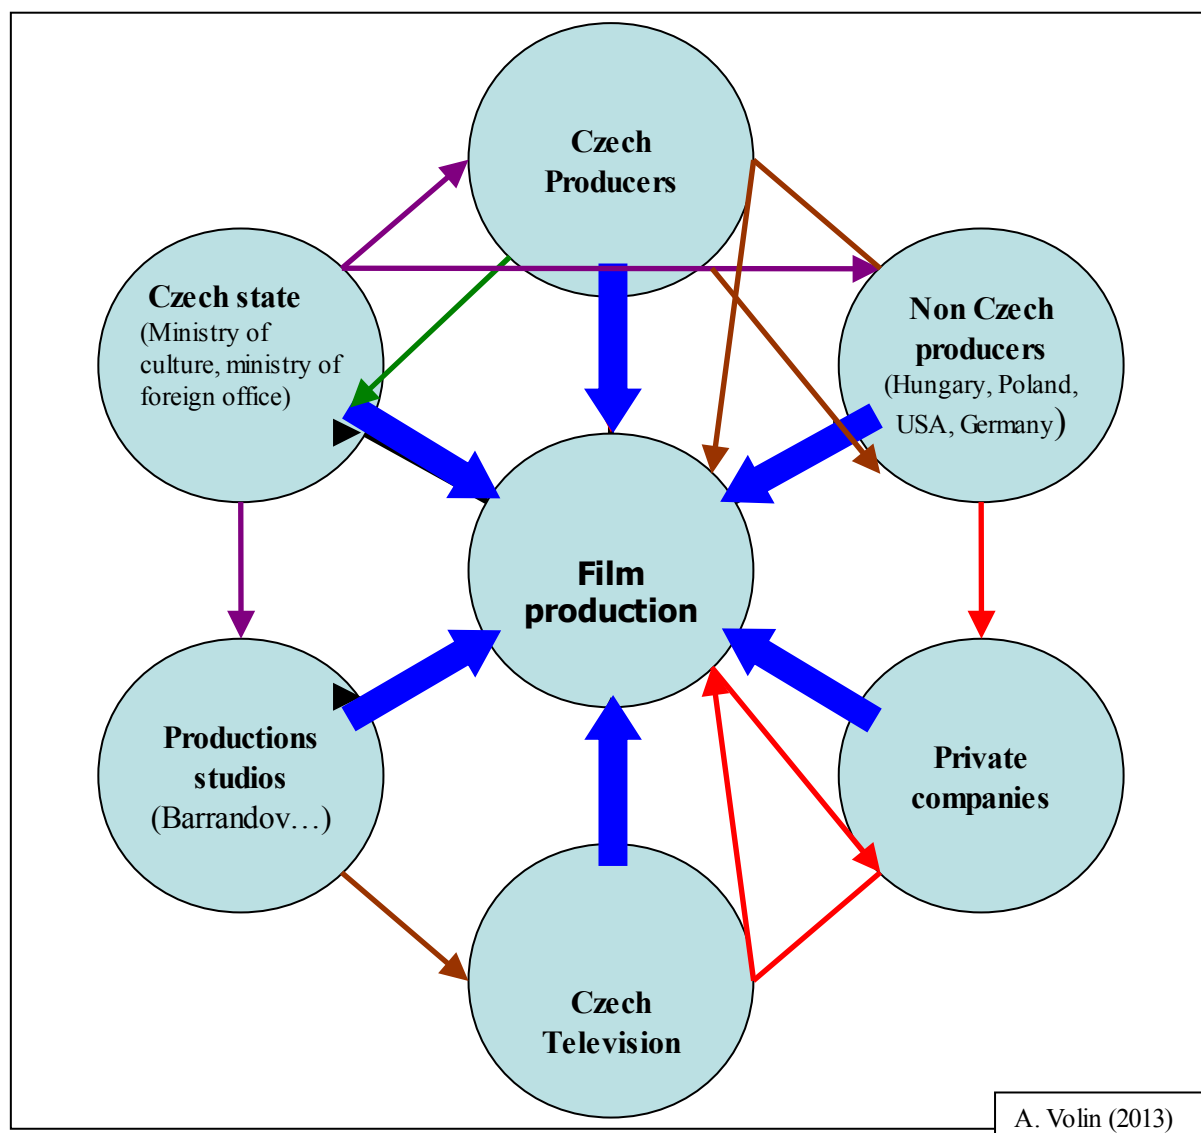 Czech
Producers
Czech state
(Ministry of
culture, ministry of
foreign office)
Non Czech
producers
(Hungary, Poland,
USA, Germany)
Film
production
Productions
studios
(Barrandov…)
Private
companies
Czech
Television
A. Volin (2013)